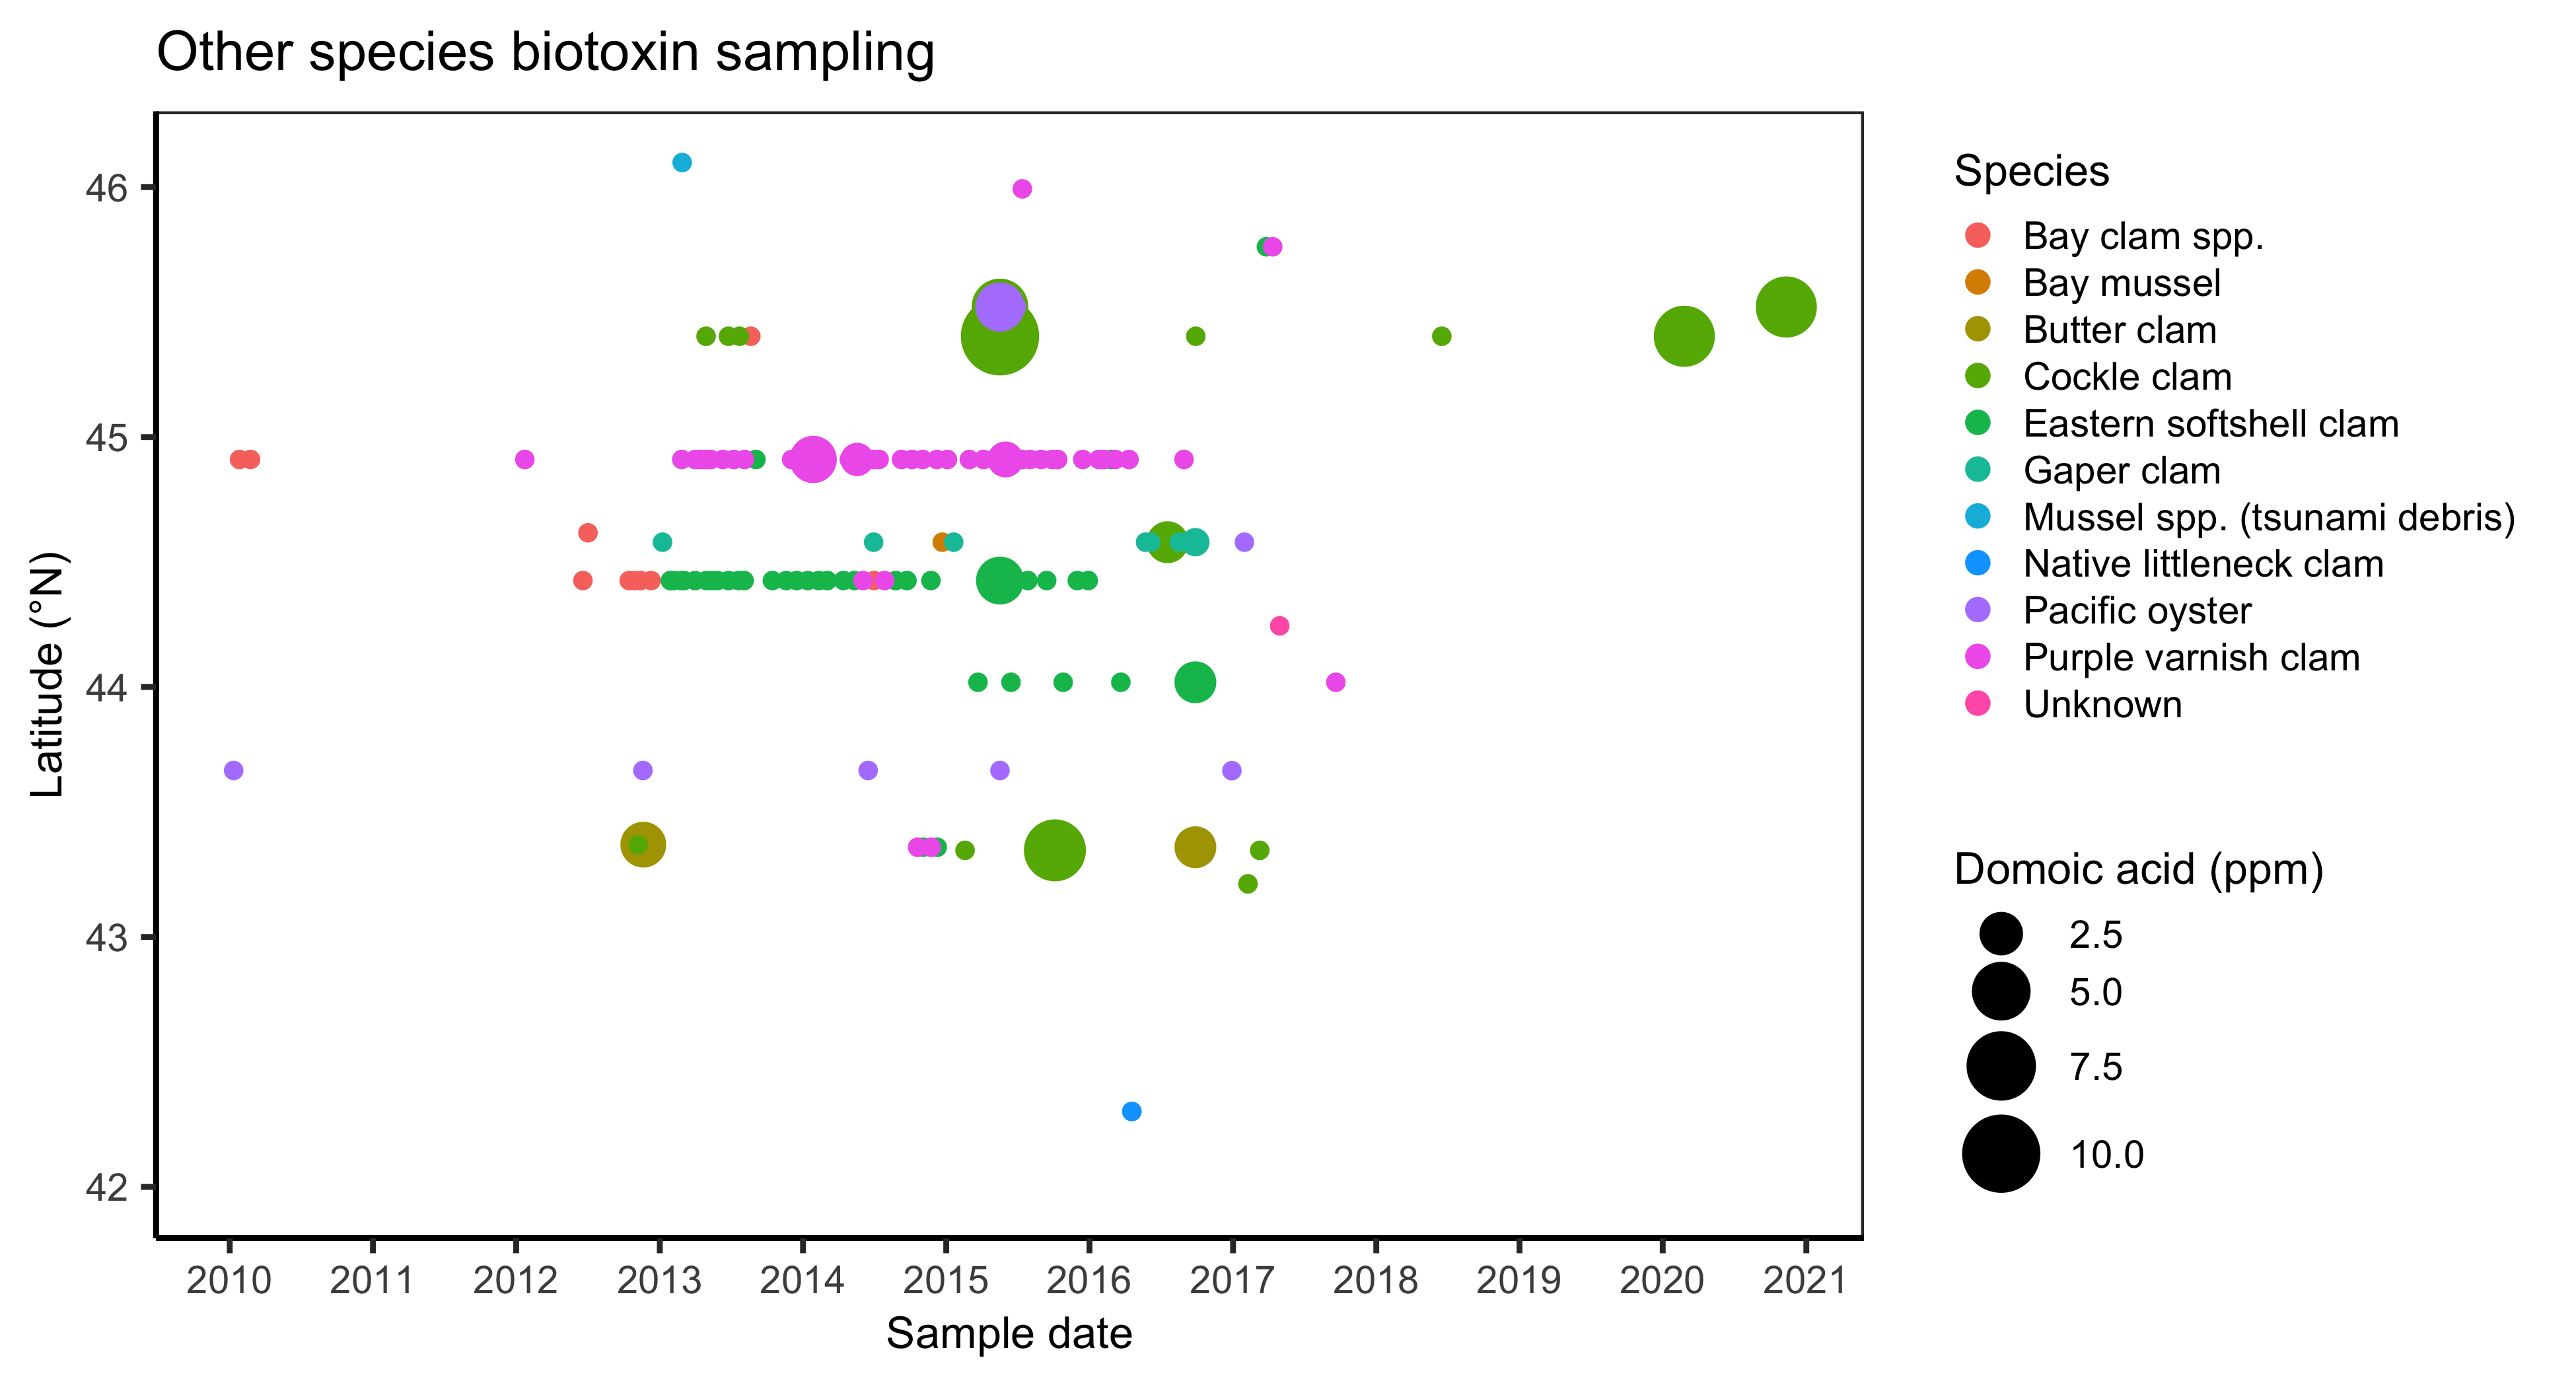 Other species biotoxin sampling
46
45
44
43
42
Latitude (°N)
2010 2011 2012 2013 2014 2015 2016 2017 2018 2019 2020 2021
Sample date
Species
Bay clam spp.
Bay mussel
Butter clam
Cockle clam
Eastern softshell clam
Gaper clam
Mussel spp. (tsunami debris)
Native littleneck clam
Pacific oyster
Purple varnish clam
Unknown
Domoic acid (ppm)
2.5
5.0
7.5
10.0